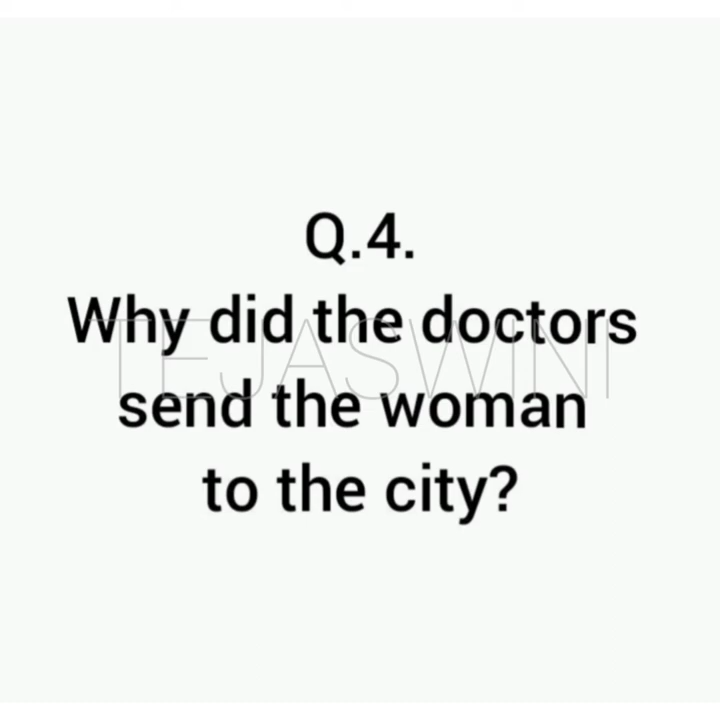 Q.4.
Why did the doctors
TEJASWINI
send the woman
to the city?